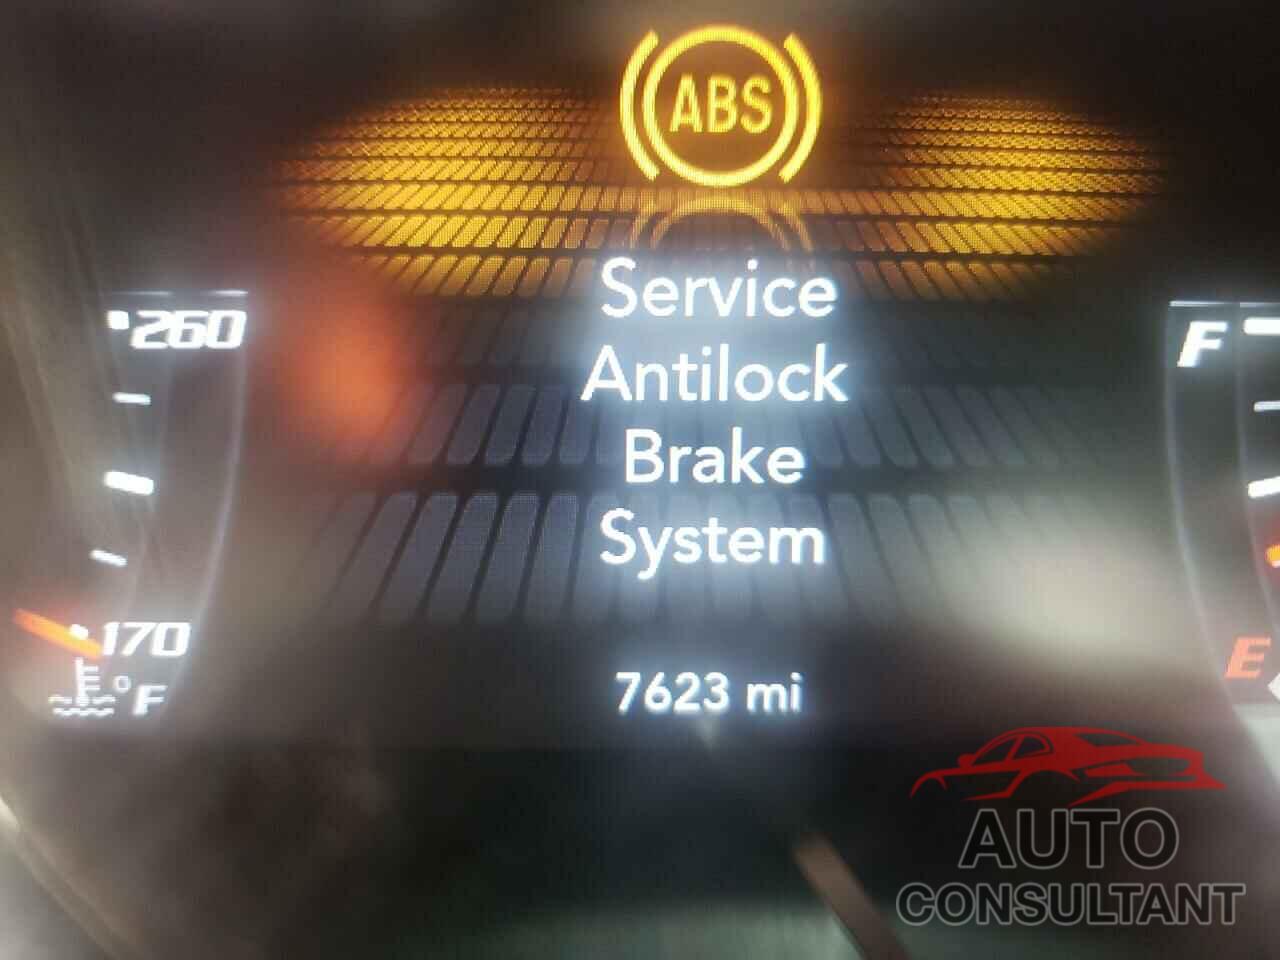 ABS
Service
Antilock
Brake
System
260
170
°F
F
E
7623 mi
AUTO
CONSULTANT